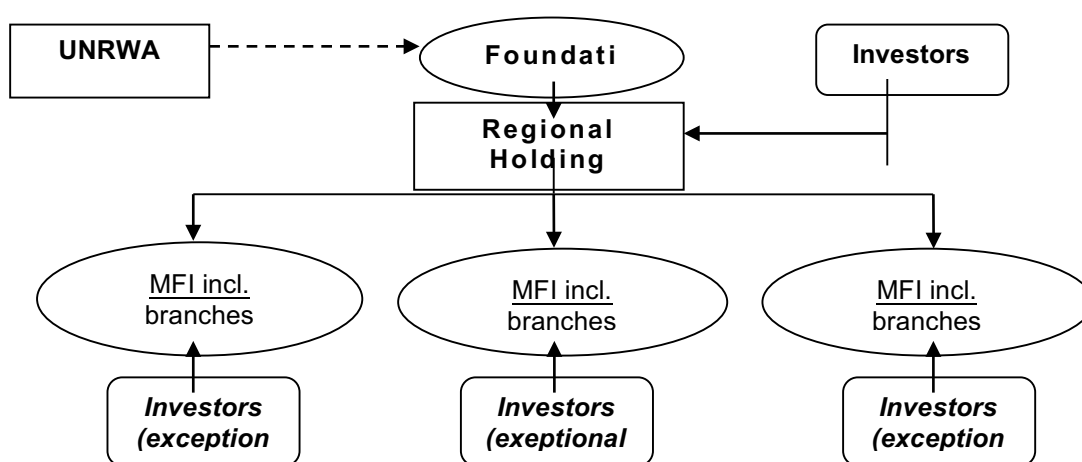 UNRWA
Foundati
Investors
Regional
Holding
MFI incl.
branches
MFI incl.
branches
MFI incl.
branches
Investors
(exception
Investors
(exeptional
Investors
(exception